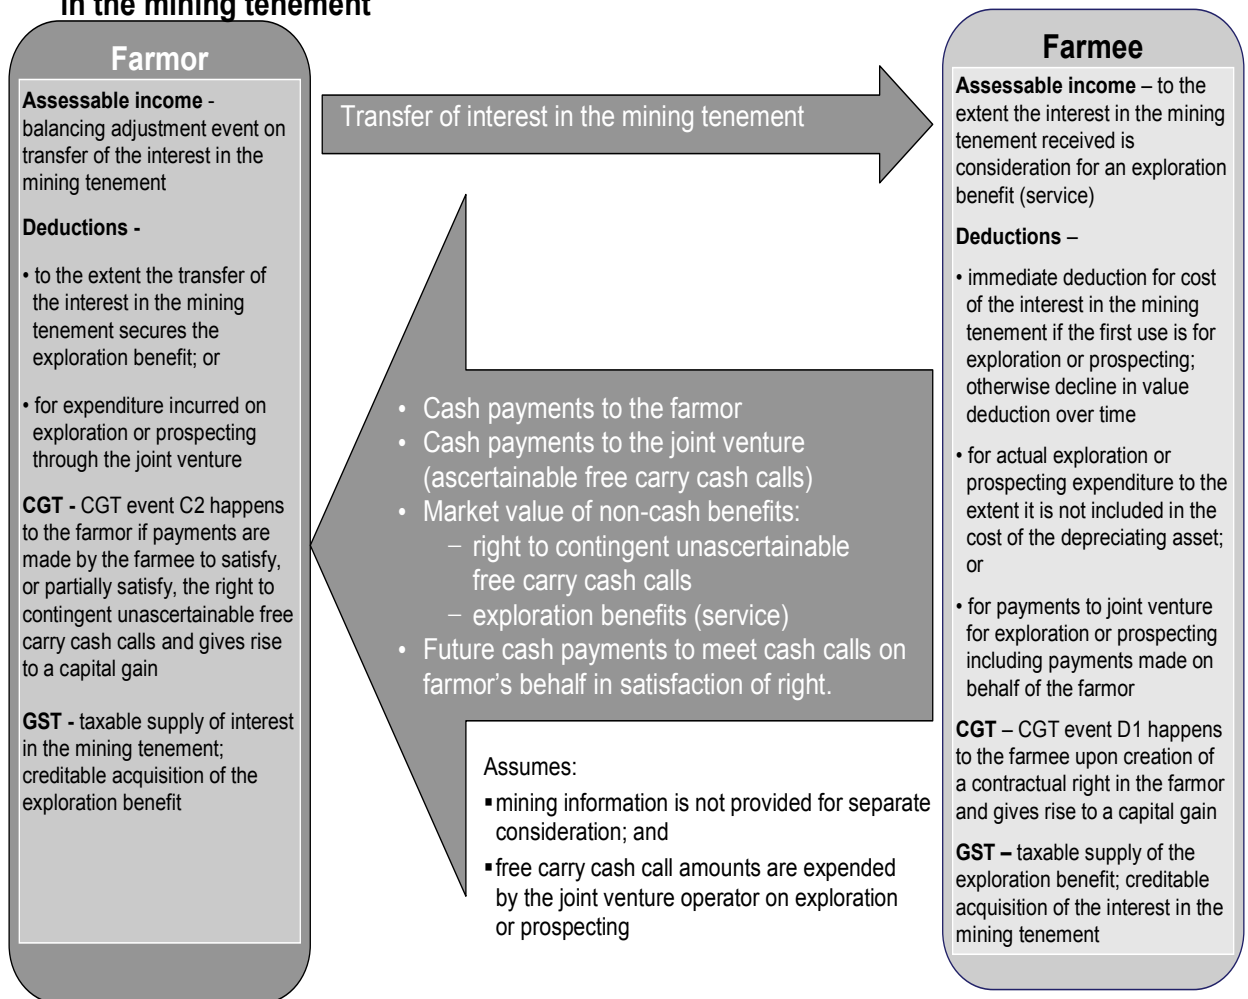 in the mining tenement
Farmor
Assessable income -
balancing adjustment event on
transfer of the interest in the
mining tenement
Deductions -
• to the extent the transfer of
the interest in the mining
tenement secures the
exploration benefit; or
• for expenditure incurred on
exploration or prospecting
through the joint venture
CGT - CGT event C2 happens
to the farmor if payments are
made by the farmee to satisfy,
or partially satisfy, the right to
contingent unascertainable free
carry cash calls and gives rise
to a capital gain
GST - taxable supply of interest
in the mining tenement;
creditable acquisition of the
exploration benefit
Transfer of interest in the mining tenement
• Cash payments to the farmor
• Cash payments to the joint venture
(ascertainable free carry cash calls)
• Market value of non-cash benefits:
– right to contingent unascertainable
free carry cash calls
– exploration benefits (service)
• Future cash payments to meet cash calls on
farmor's behalf in satisfaction of right.
Assumes:
▪ mining information is not provided for separate
consideration; and
▪ free carry cash call amounts are expended
by the joint venture operator on exploration
or prospecting
Farmee
Assessable income – to the
extent the interest in the mining
tenement received is
consideration for an exploration
benefit (service)
Deductions –
• immediate deduction for cost
of the interest in the mining
tenement if the first use is for
exploration or prospecting;
otherwise decline in value
deduction over time
• for actual exploration or
prospecting expenditure to the
extent it is not included in the
cost of the depreciating asset;
or
• for payments to joint venture
for exploration or prospecting
including payments made on
behalf of the farmor
CGT – CGT event D1 happens
to the farmee upon creation of
a contractual right in the farmor
and gives rise to a capital gain
GST – taxable supply of the
exploration benefit; creditable
acquisition of the interest in the
mining tenement